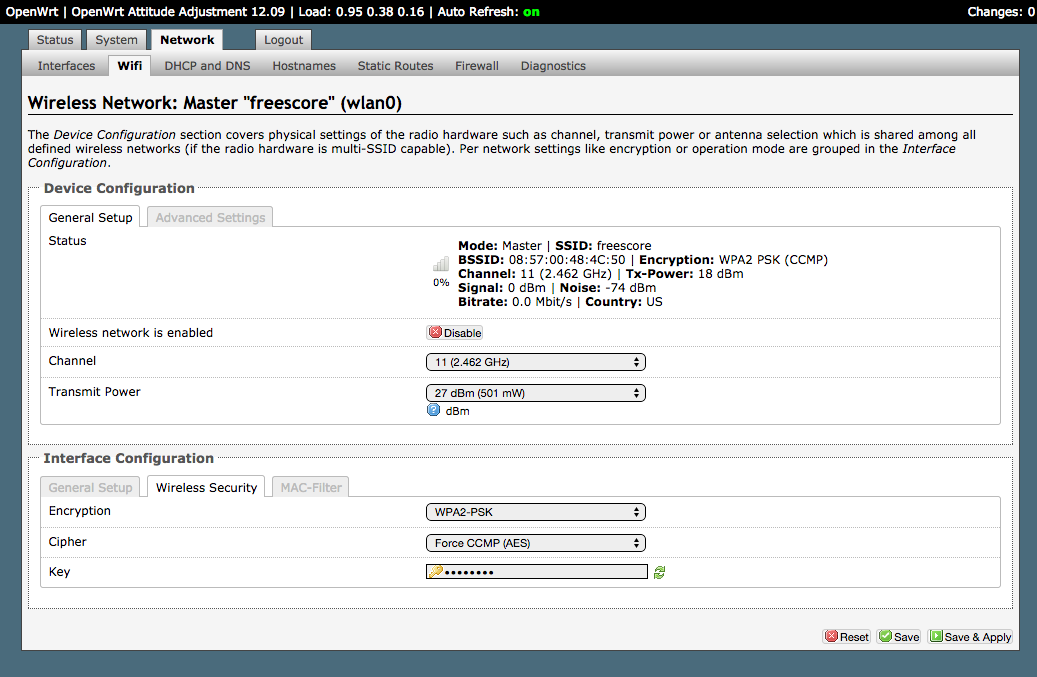 OpenWrt | OpenWrt Attitude Adjustment 12.09 | Load: 0.95 0.38 0.16 | Auto Refresh: on Changes: 0
Status System Network Logout
Interfaces Wifi DHCP and DNS Hostnames Static Routes Firewall Diagnostics
Wireless Network: Master "freescore" (wlan0)
The Device Configuration section covers physical settings of the radio hardware such as channel, transmit power or antenna selection which is shared among all
defined wireless networks (if the radio hardware is multi-SSID capable). Per network settings like encryption or operation mode are grouped in the Interface
Configuration.
Device Configuration
General Setup Advanced Settings
Status
Mode: Master | SSID: freescore
BSSID: 08:57:00:48:4C:50 | Encryption: WPA2 PSK (CCMP)
Channel: 11 (2.462 GHz) | Tx-Power: 18 dBm
Signal: 0 dBm | Noise: -74 dBm
Bitrate: 0.0 Mbit/s | Country: US
0%
Wireless network is enabled Disable
Channel 11 (2.462 GHz)
Transmit Power 27 dBm (501 mW)
dBm
Interface Configuration
General Setup Wireless Security MAC-Filter
Encryption WPA2-PSK
Cipher Force CCMP (AES)
Key ••••••••
Reset Save Save & Apply